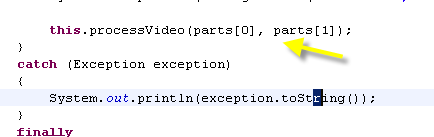 this.processVideo(parts[0], parts[1]);
}
catch (Exception exception)
{
System.out.println(exception.toString());
}
finally